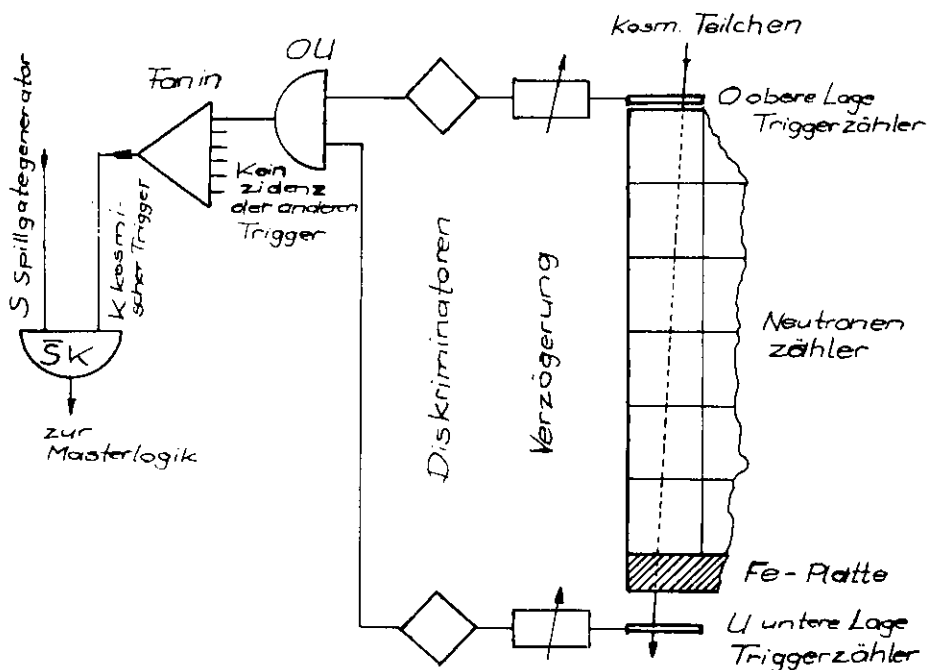 kosm. Teilchen
OU
Fan in
O obere Lage
Triggerzähler
Koin
zidenz
der anderen
Trigger
S Spillgategenerator
K kosmi-
scher Trigger
Diskriminatoren
Verzögerung
Neutronen
zähler
S̄K
zur
Masterlogik
Fe-Platte
U untere Lage
Triggerzähler